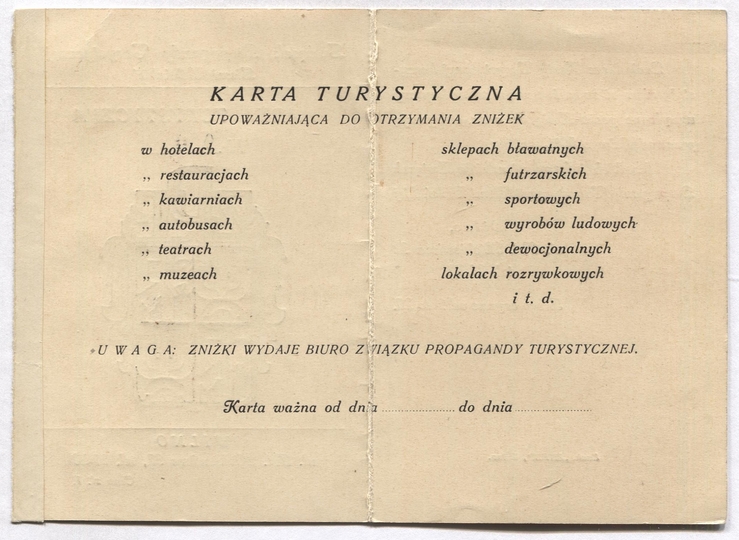 KARTA TURYSTYCZNA
UPOWAŻNIAJĄCA DO OTRZYMANIA ZNIŻEK
w hotelach
„ restauracjach
„ kawiarniach
„ autobusach
„ teatrach
„ muzeach
sklepach bławatnych
„ futrzarskich
„ sportowych
„ wyrobów ludowych
„ dewocjonalnych
lokalach rozrywkowych
i t. d.
UWAGA: ZNIŻKI WYDAJE BIURO ZWIĄZKU PROPAGANDY TURYSTYCZNEJ.
Karta ważna od dnia .................... do dnia ....................